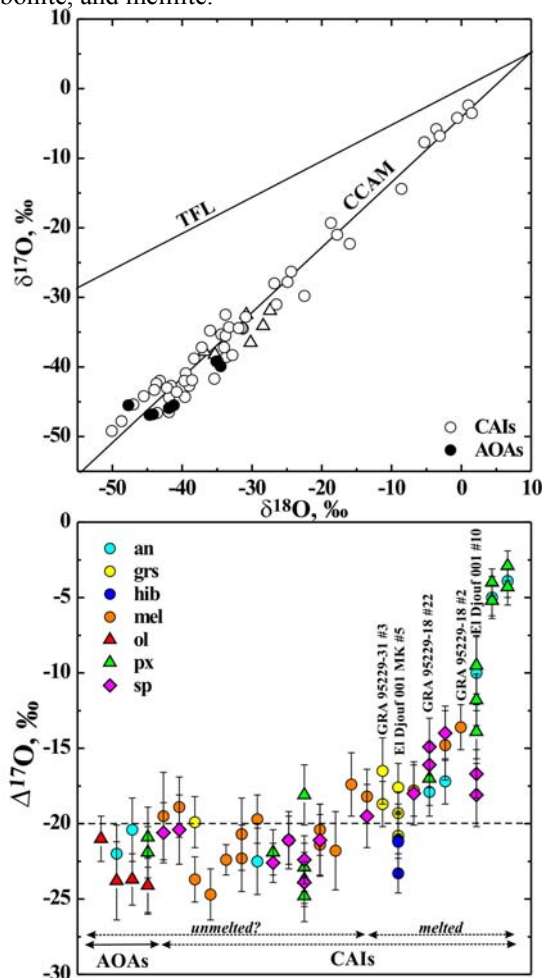 bonite, and melilite.
10
0
-10
-20
-30
-40
-50
δ¹⁷O, ‰
TFL
CCAM
CAIs
AOAs
-50 -40 -30 -20 -10 0 10
δ¹⁸O, ‰
0
-5
-10
-15
-20
-25
-30
Δ¹⁷O, ‰
an
grs
hib
mel
ol
px
sp
GRA 95229-31 #3
El Djouf 001 MK #5
GRA 95229-18 #22
GRA 95229-18 #2
El Djouf 001 #10
unmelted?
melted
AOAs
CAIs